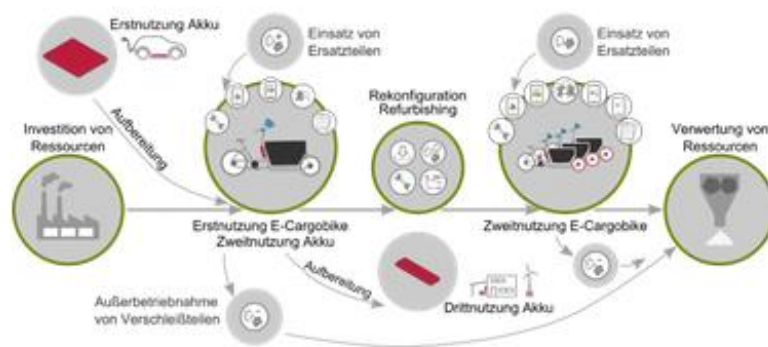 Erstnutzung Akku
Einsatz von
Ersatzteilen
Einsatz von
Ersatzteilen
Aufbereitung
Rekonfiguration
Refurbishing
Investition von
Ressourcen
Verwertung von
Ressourcen
Erstnutzung E-Cargobike
Zweitnutzung Akku
Zweitnutzung E-Cargobike
Aufbereitung
Außerbetriebnahme
von Verschleißteilen
Drittnutzung Akku